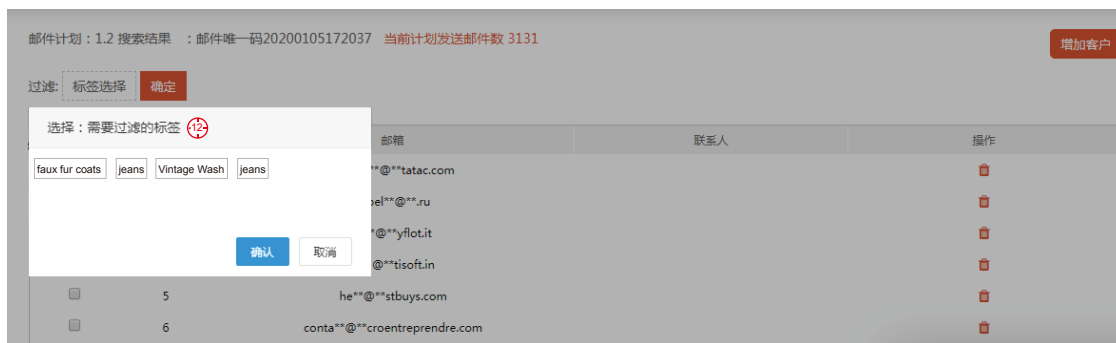 邮件计划：1.2 搜索结果 ：邮件唯一码20200105172037 当前计划发送邮件数 3131
增加客户
过滤: 标签选择 确定
选择：需要过滤的标签 12
邮箱 联系人 操作
faux fur coats jeans Vintage Wash jeans
**@**tatac.com
el**@**.ru
*@**yflot.it
@**tisoft.in
确认 取消
5 he**@**stbuys.com
6 conta**@**croentreprendre.com